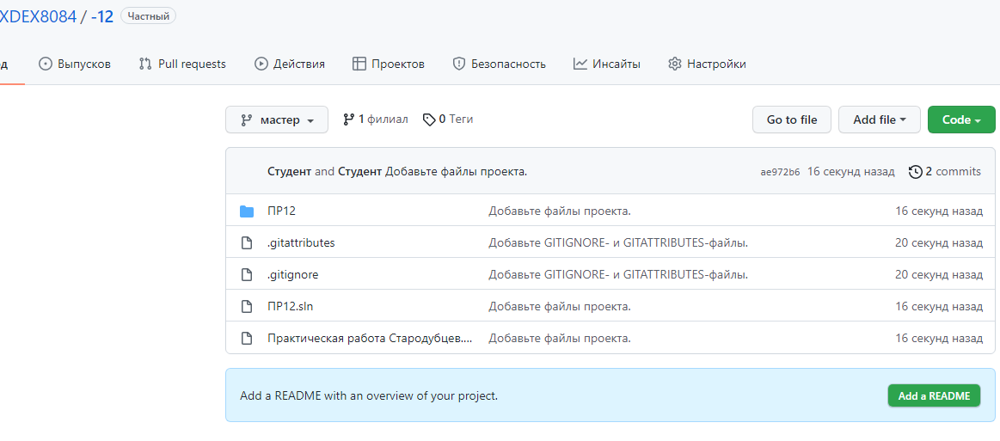 XDEX8084 / -12 Частный
д Выпусков Pull requests Действия Проектов Безопасность Инсайты Настройки
мастер 1 филиал 0 Теги Go to file Add file Code
Студент and Студент Добавьте файлы проекта. ae972b6 16 секунд назад 2 commits
ПР12 Добавьте файлы проекта. 16 секунд назад
.gitattributes Добавьте GITIGNORE- и GITATTRIBUTES-файлы. 20 секунд назад
.gitignore Добавьте GITIGNORE- и GITATTRIBUTES-файлы. 20 секунд назад
ПР12.sln Добавьте файлы проекта. 16 секунд назад
Практическая работа Стародубцев.... Добавьте файлы проекта. 16 секунд назад
Add a README with an overview of your project. Add a README